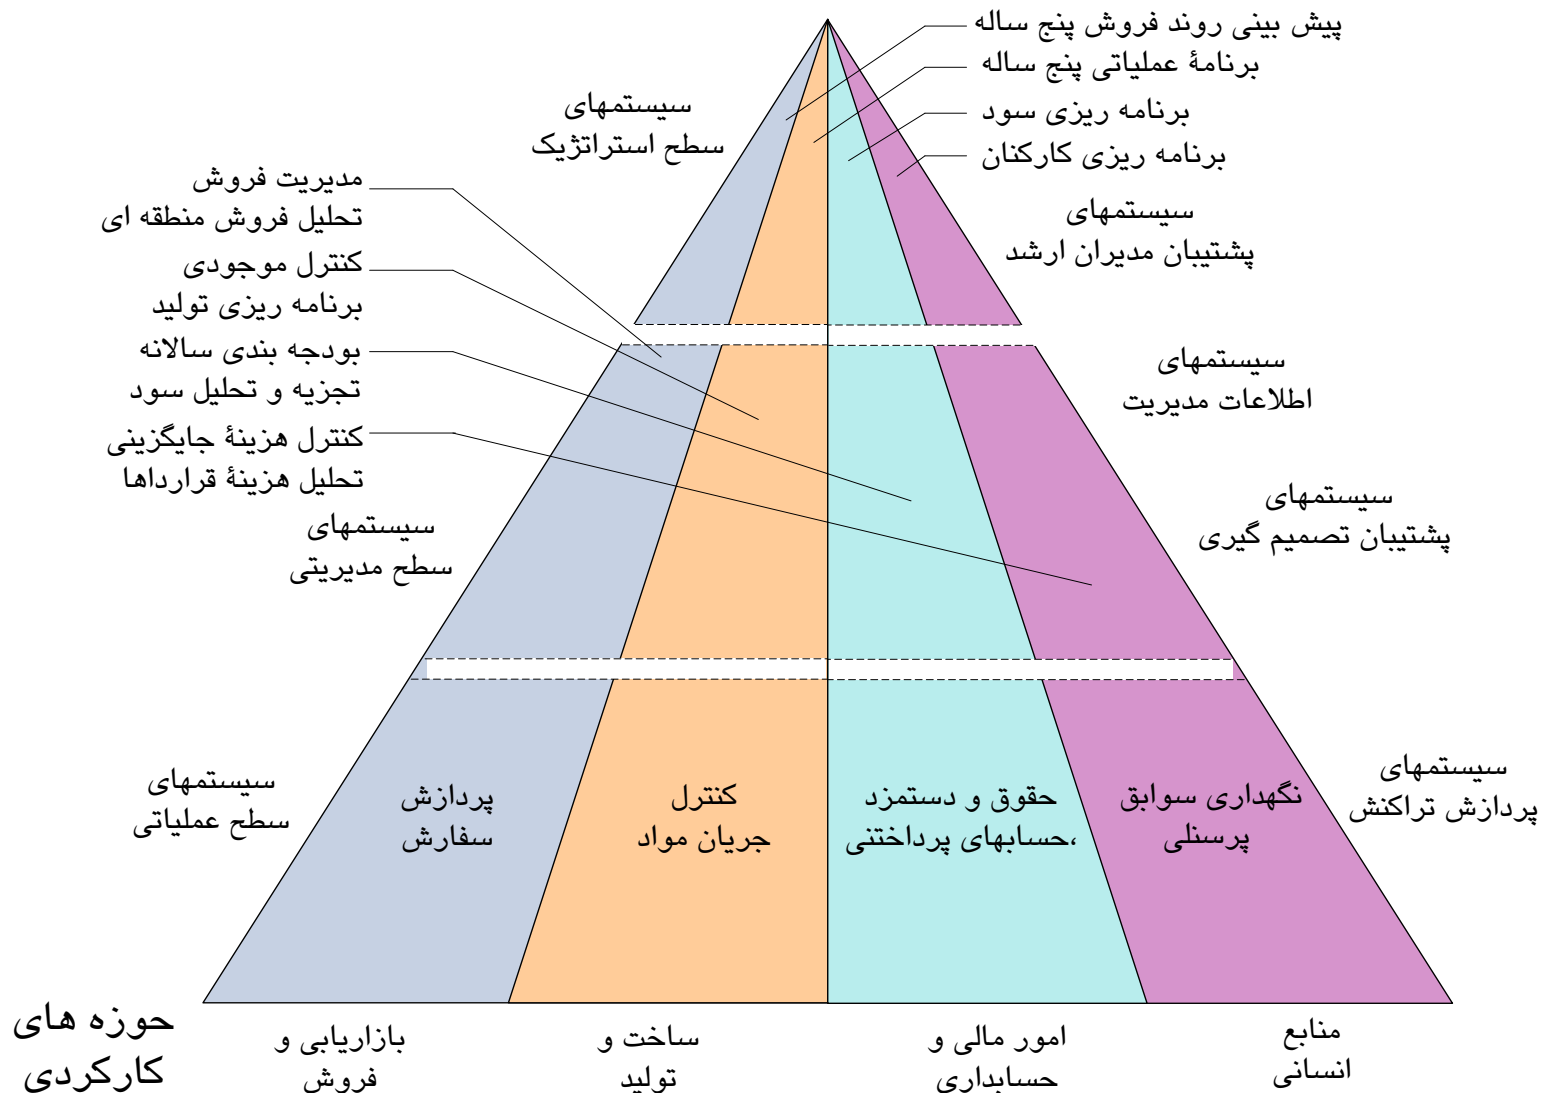 پیش بینی روند فروش پنج ساله
برنامهٔ عملیاتی پنج ساله
برنامه ریزی سود
برنامه ریزی کارکنان
سیستمهای
سطح استراتژیک
سیستمهای
پشتیبان مدیران ارشد
مدیریت فروش
تحلیل فروش منطقه ای
کنترل موجودی
برنامه ریزی تولید
بودجه بندی سالانه
تجزیه و تحلیل سود
کنترل هزینهٔ جایگزینی
تحلیل هزینهٔ قرارداها
سیستمهای
اطلاعات مدیریت
سیستمهای
پشتیبان تصمیم گیری
سیستمهای
سطح مدیریتی
سیستمهای
پردازش تراکنش
نگهداری سوابق
پرسنلی
حقوق و دستمزد
،حسابهای پرداختنی
کنترل
جریان مواد
پردازش
سفارش
سیستمهای
سطح عملیاتی
منابع
انسانی
امور مالی و
حسابداری
ساخت و
تولید
بازاریابی و
فروش
حوزه های
کارکردی